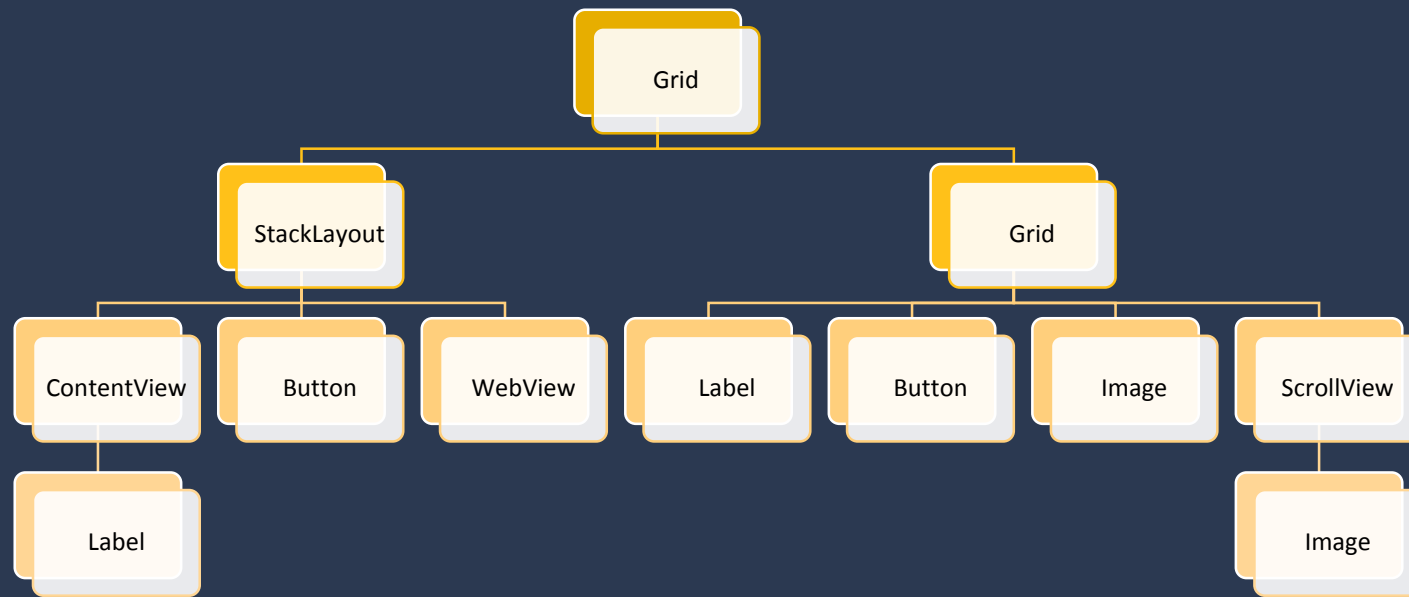 Grid
StackLayout
Grid
ContentView
Button
WebView
Label
Button
Image
ScrollView
Label
Image